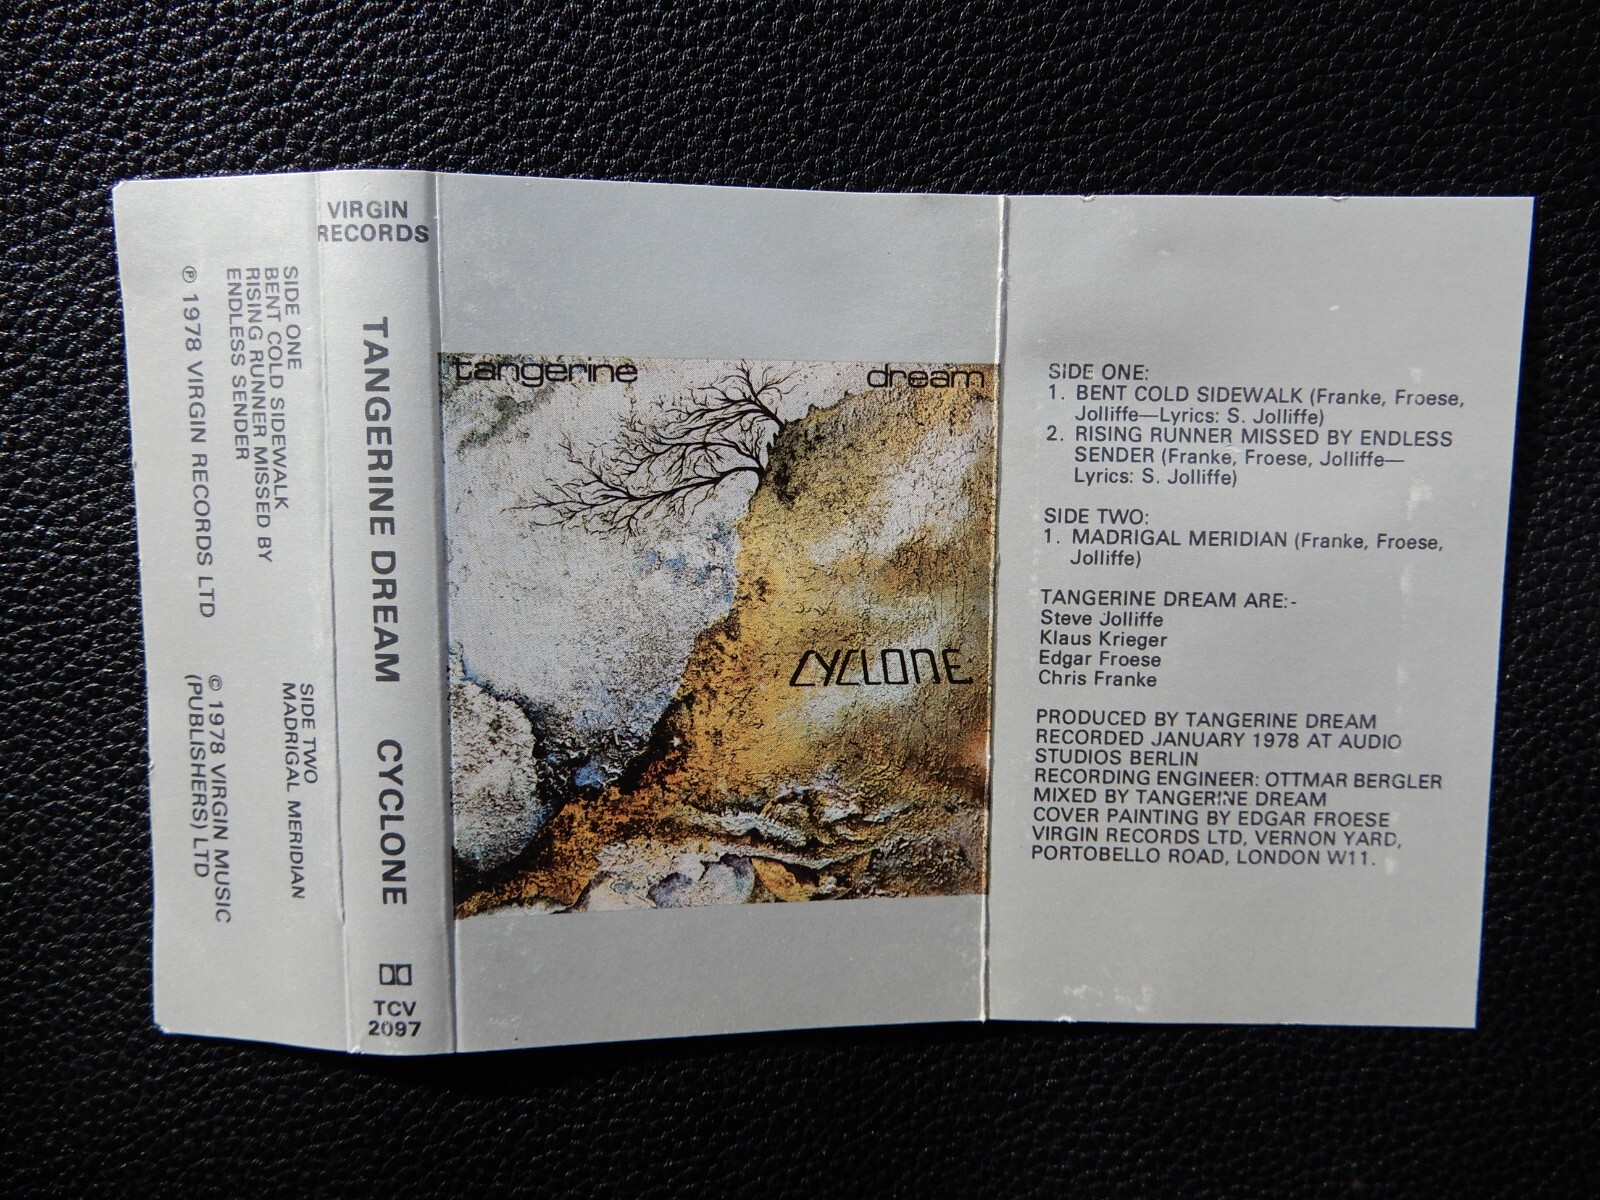 VIRGIN
RECORDS
TANGERINE DREAM CYCLONE
TCV
2097
SIDE ONE
BENT COLD SIDEWALK
RISING RUNNER MISSED BY
ENDLESS SENDER
℗ 1978 VIRGIN RECORDS LTD
SIDE TWO
MADRIGAL MERIDIAN
© 1978 VIRGIN MUSIC
(PUBLISHERS) LTD
tangerine dream
CYCLONE
SIDE ONE:
1. BENT COLD SIDEWALK (Franke, Froese,
Jolliffe—Lyrics: S. Jolliffe)
2. RISING RUNNER MISSED BY ENDLESS
SENDER (Franke, Froese, Jolliffe—
Lyrics: S. Jolliffe)
SIDE TWO:
1. MADRIGAL MERIDIAN (Franke, Froese,
Jolliffe)
TANGERINE DREAM ARE:-
Steve Jolliffe
Klaus Krieger
Edgar Froese
Chris Franke
PRODUCED BY TANGERINE DREAM
RECORDED JANUARY 1978 AT AUDIO
STUDIOS BERLIN
RECORDING ENGINEER: OTTMAR BERGLER
MIXED BY TANGERINE DREAM
COVER PAINTING BY EDGAR FROESE
VIRGIN RECORDS LTD, VERNON YARD,
PORTOBELLO ROAD, LONDON W11.